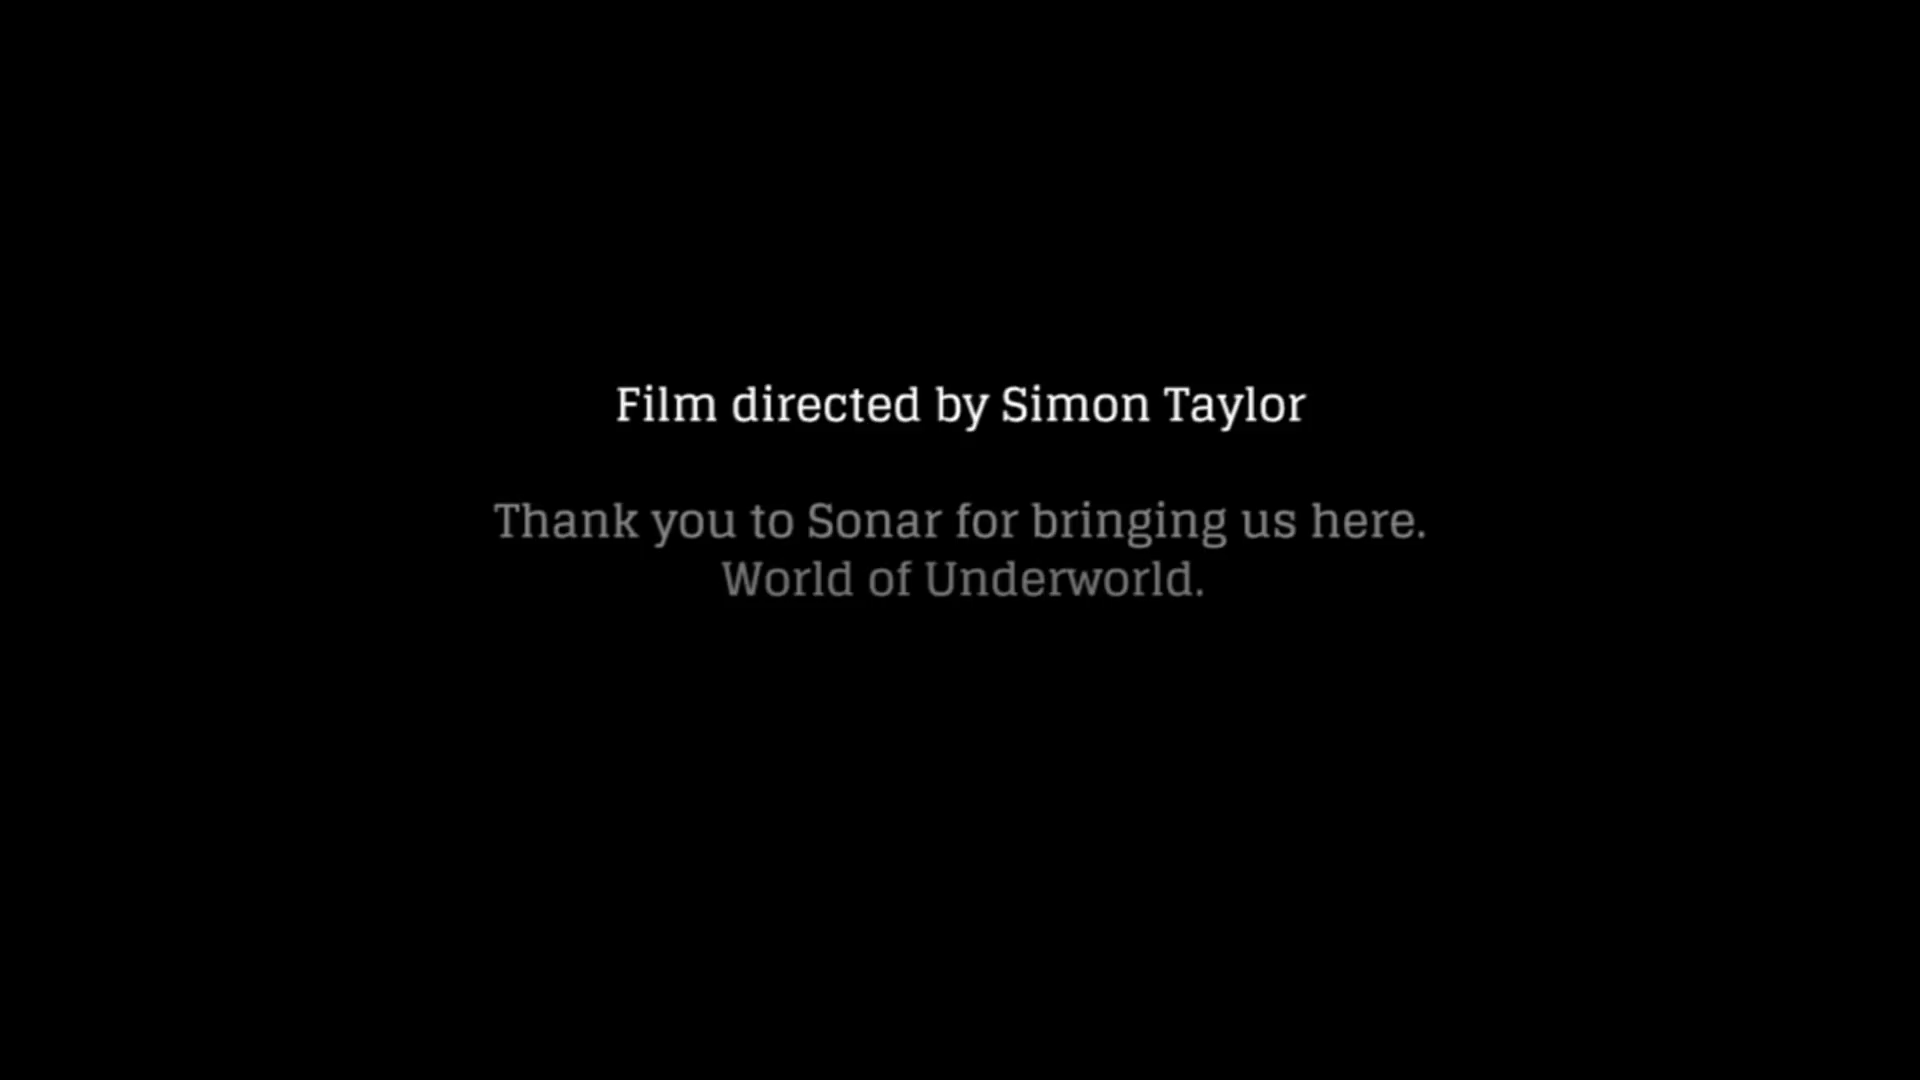 Film directed by Simon Taylor
Thank you to Sonar for bringing us here.
World of Underworld.